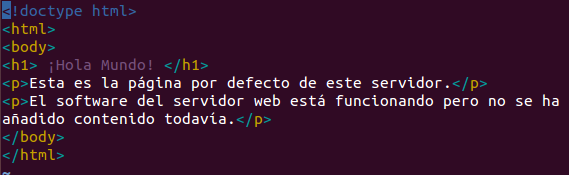 <!doctype html>
<html>
<body>
<h1> ¡Hola Mundo! </h1>
<p>Esta es la página por defecto de este servidor.</p>
<p>El software del servidor web está funcionando pero no se ha
añadido contenido todavía.</p>
</body>
</html>
~